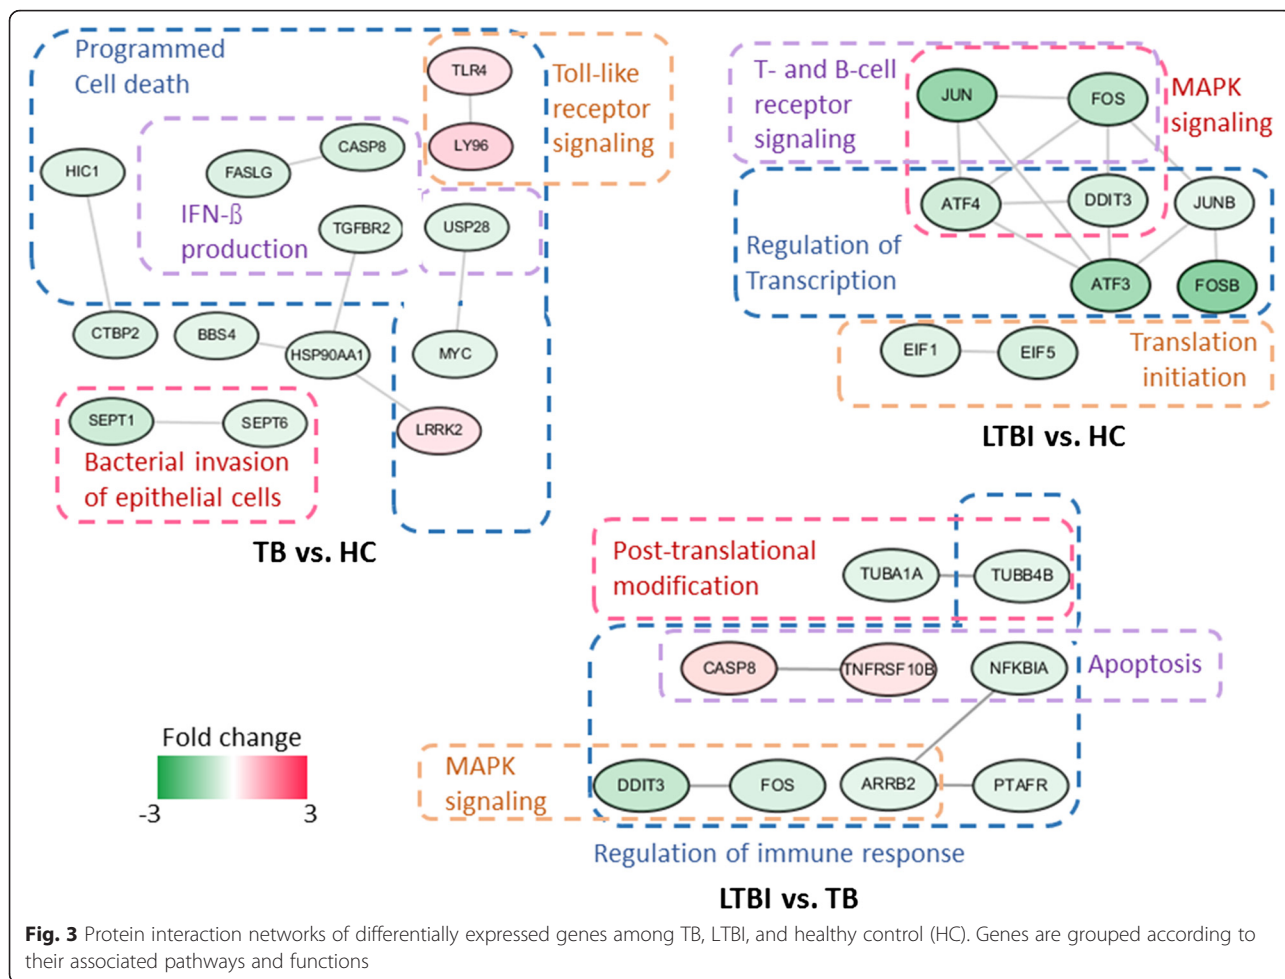 Programmed
Cell death
TLR4
LY96
Toll-like
receptor
signaling
HIC1
FASLG
CASP8
IFN-ß
production
TGFBR2
USP28
CTBP2
BBS4
HSP90AA1
MYC
LRRK2
SEPT1
SEPT6
Bacterial invasion
of epithelial cells
TB vs. HC
T- and B-cell
receptor
signaling
JUN
FOS
MAPK
signaling
ATF4
DDIT3
JUNB
Regulation of
Transcription
ATF3
FOSB
EIF1
EIF5
Translation
initiation
LTBI vs. HC
Post-translational
modification
TUBA1A
TUBB4B
CASP8
TNFRSF10B
NFKBIA
Apoptosis
MAPK
signaling
DDIT3
FOS
ARRB2
PTAFR
Regulation of immune response
LTBI vs. TB
Fold change
-3
3
Fig. 3 Protein interaction networks of differentially expressed genes among TB, LTBI, and healthy control (HC). Genes are grouped according to
their associated pathways and functions